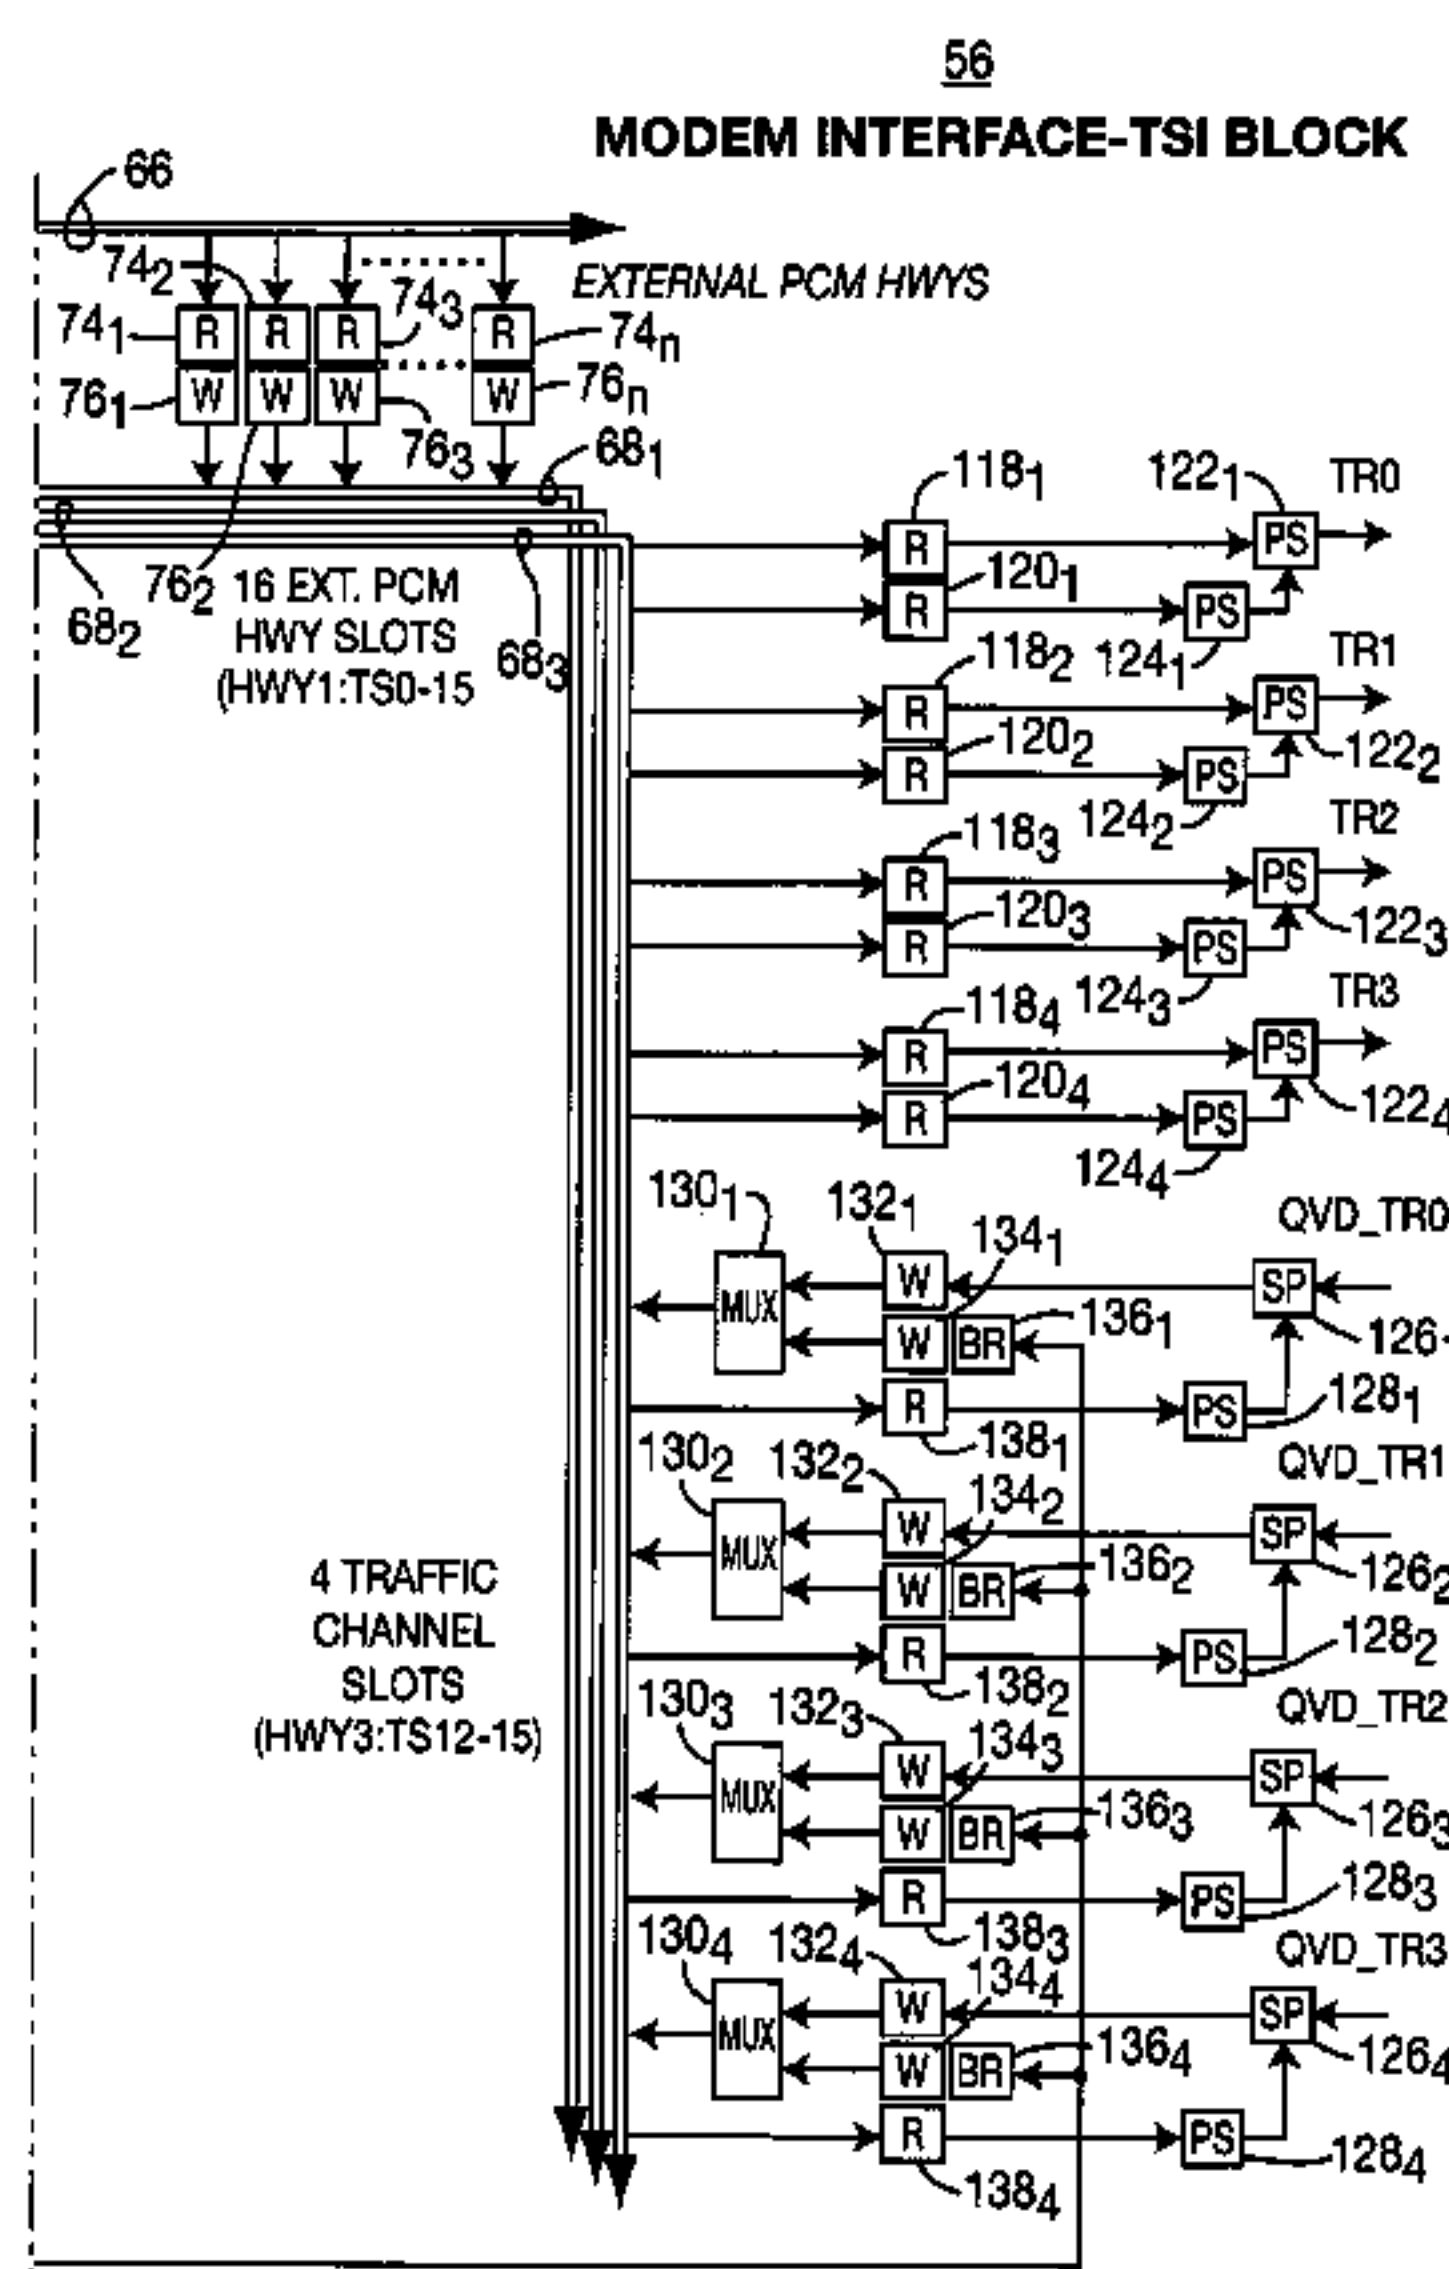 56
MODEM INTERFACE-TSI BLOCK
66
74₂
EXTERNAL PCM HWYS
74₃
74₁ R R R R 74ₙ
76₁ W W W W 76ₙ
76₃
68₁
118₁ 122₁ TR0
R PS
76₂ 16 EXT. PCM
HWY SLOTS
(HWY1:TS0-15
68₂
68₃
120₁
R PS
118₂ 124₁ TR1
R PS
120₂ 122₂
R PS
118₃ 124₂ TR2
R PS
120₃ 122₃
R PS
118₄ 124₃ TR3
R PS
120₄ 122₄
R PS
124₄
130₁ 132₁ 134₁ QVD_TR0
W SP
MUX
136₁ 126
W BR
R PS 128₁
138₁
130₂ 132₂ 134₂ QVD_TR1
W SP
MUX
136₂ 126₂
W BR
4 TRAFFIC
CHANNEL
SLOTS
(HWY3:TS12-15)
R PS 128₂
138₂
130₃ 132₃ 134₃ QVD_TR2
W SP
MUX
136₃ 126₃
W BR
R PS 128₃
138₃
130₄ 132₄ 134₄ QVD_TR3
W SP
MUX
136₄ 126₄
W BR
R PS 128₄
138₄